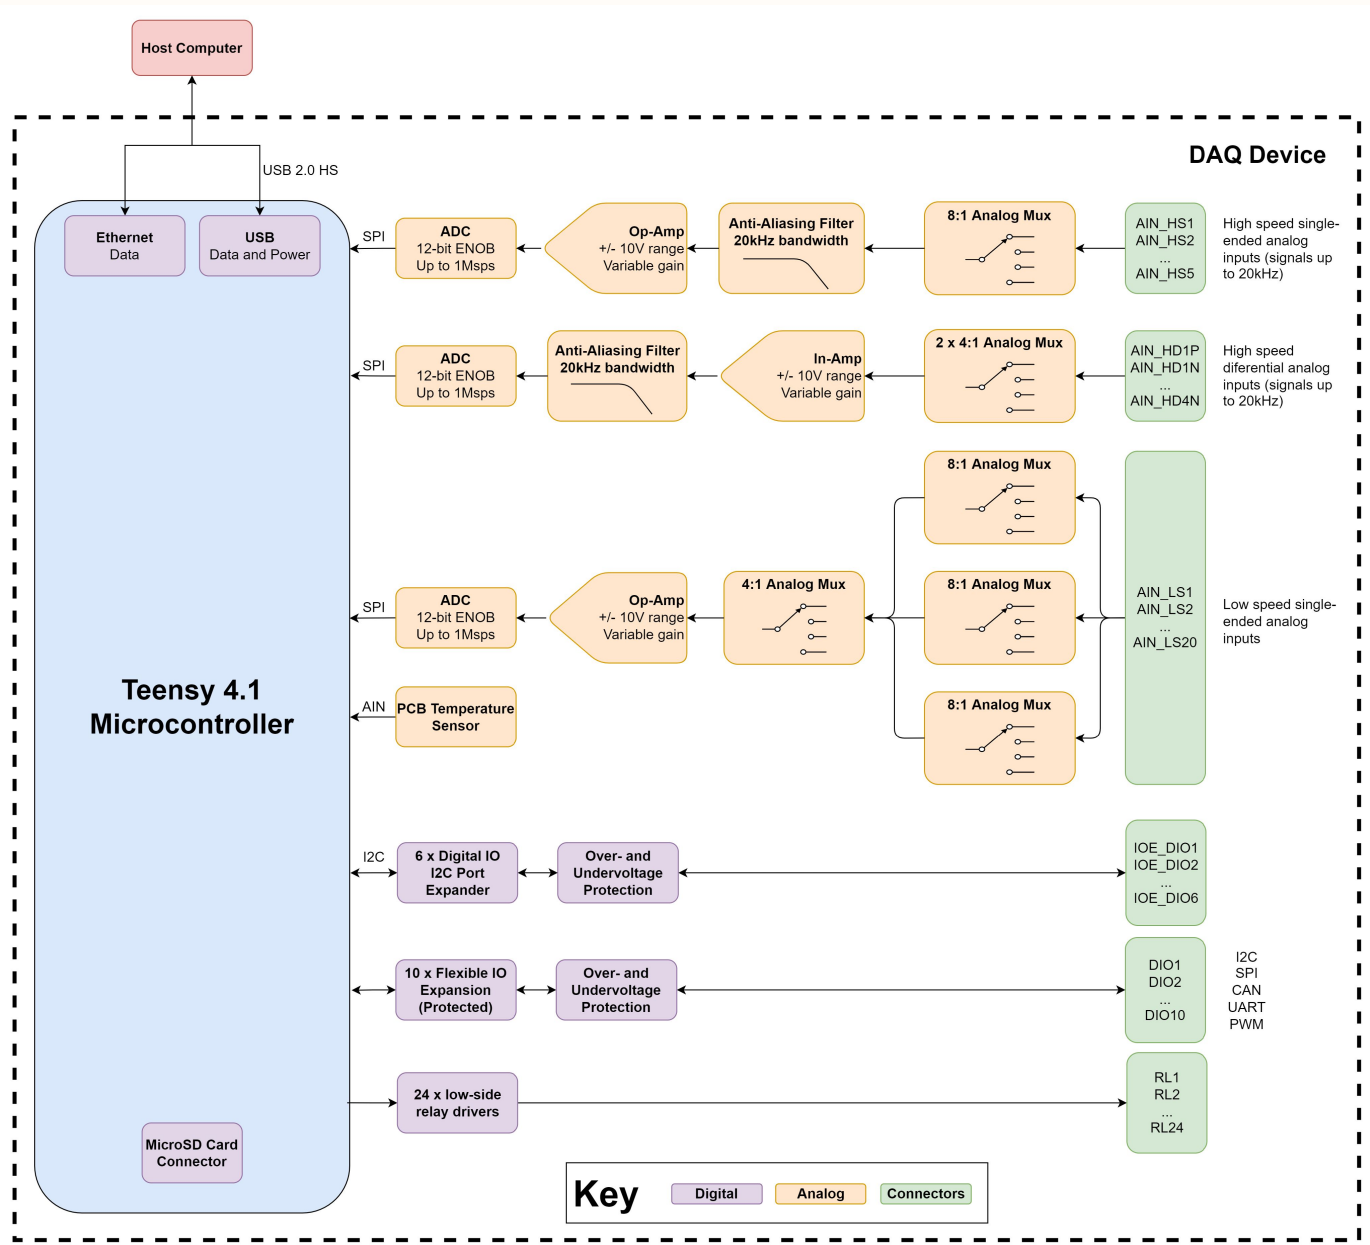 Host Computer
DAQ Device
USB 2.0 HS
Ethernet
Data
USB
Data and Power
Teensy 4.1
Microcontroller
MicroSD Card
Connector
SPI
ADC
12-bit ENOB
Up to 1Msps
Op-Amp
+/- 10V range
Variable gain
Anti-Aliasing Filter
20kHz bandwidth
8:1 Analog Mux
AIN_HS1
AIN_HS2
...
AIN_HS5
High speed single-
ended analog
inputs (signals up
to 20kHz)
SPI
ADC
12-bit ENOB
Up to 1Msps
Anti-Aliasing Filter
20kHz bandwidth
In-Amp
+/- 10V range
Variable gain
2 x 4:1 Analog Mux
AIN_HD1P
AIN_HD1N
...
AIN_HD4N
High speed
diferential analog
inputs (signals up
to 20kHz)
SPI
ADC
12-bit ENOB
Up to 1Msps
Op-Amp
+/- 10V range
Variable gain
4:1 Analog Mux
8:1 Analog Mux
8:1 Analog Mux
8:1 Analog Mux
AIN_LS1
AIN_LS2
...
AIN_LS20
Low speed single-
ended analog
inputs
AIN
PCB Temperature
Sensor
I2C
6 x Digital IO
I2C Port
Expander
Over- and
Undervoltage
Protection
IOE_DIO1
IOE_DIO2
...
IOE_DIO6
10 x Flexible IO
Expansion
(Protected)
Over- and
Undervoltage
Protection
DIO1
DIO2
...
DIO10
I2C
SPI
CAN
UART
PWM
24 x low-side
relay drivers
RL1
RL2
...
RL24
Key
Digital
Analog
Connectors